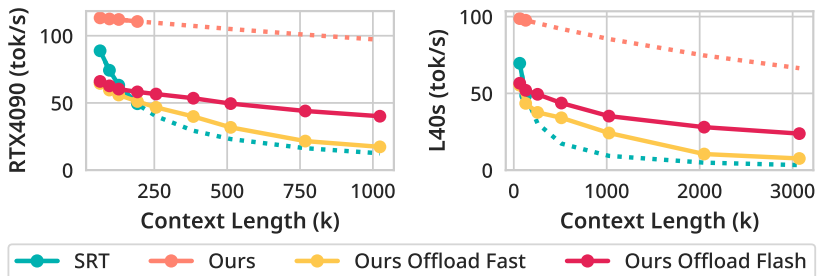 RTX4090 (tok/s)
100
50
0
250
500
750
1000
Context Length (k)
L40s (tok/s)
100
50
0
0
1000
2000
3000
Context Length (k)
SRT
Ours
Ours Offload Fast
Ours Offload Flash